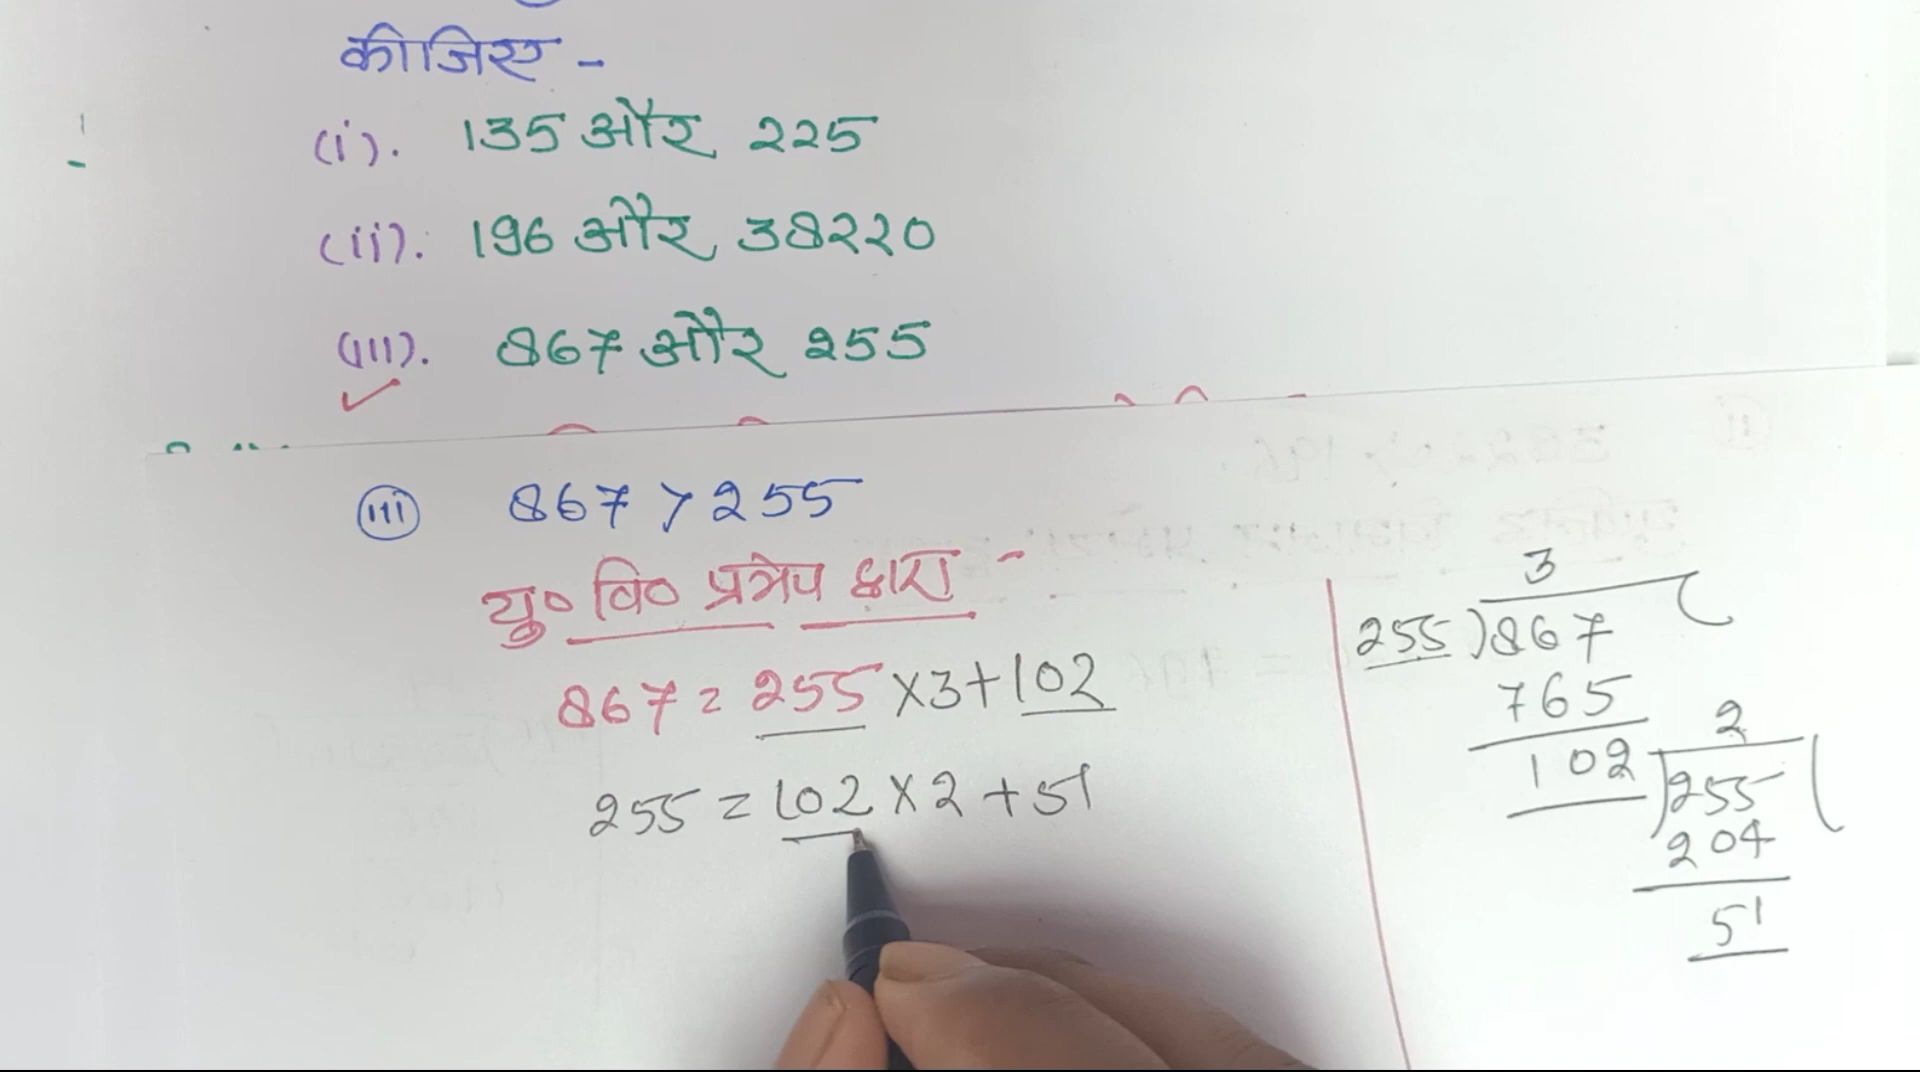 कीजिए -
(i). 135 और 225
(ii). 196 और 38220
(iii). 867 और 255
(iii) 867 > 255
यु० वि० प्रमेय द्वारा -
867 = 255 × 3 + 102
255 = 102 × 2 + 51
3
255 ) 867 (
765
2
102 ) 255 (
204
51